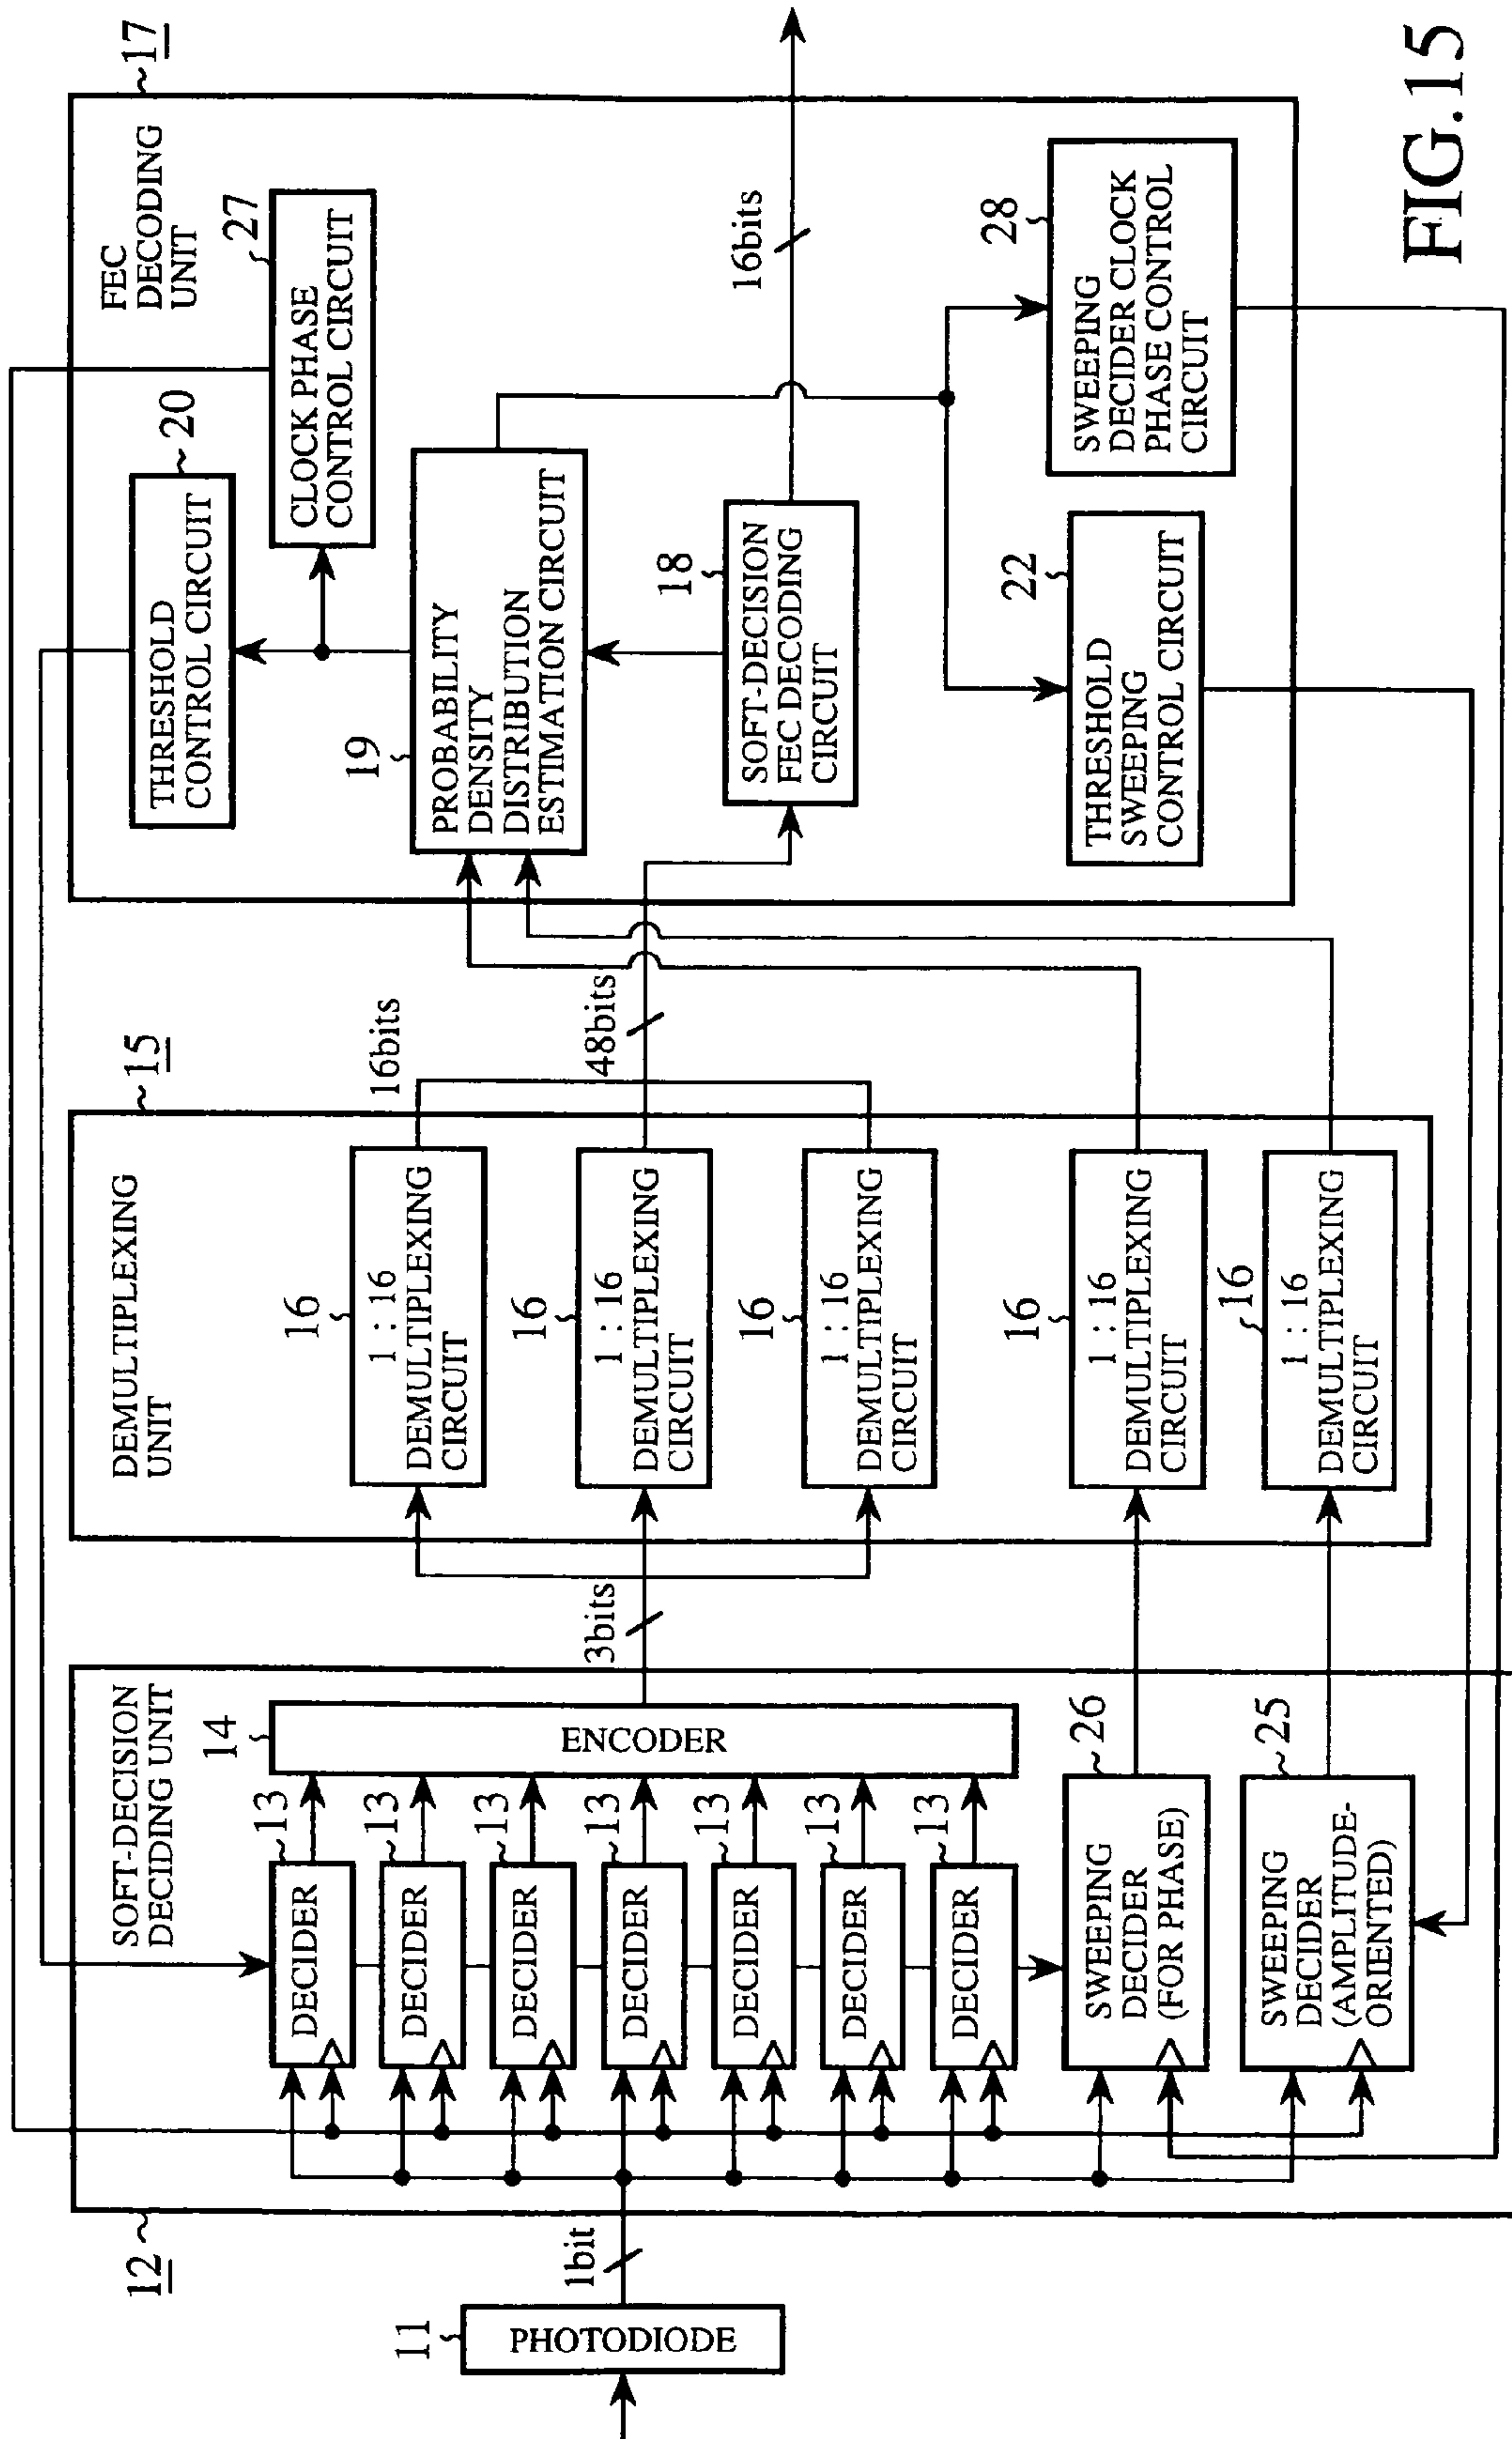 FIG.15
11
PHOTODIODE
1bit
12
SOFT-DECISION
DECIDING UNIT
13
DECIDER
13
DECIDER
13
DECIDER
13
DECIDER
13
DECIDER
13
DECIDER
13
DECIDER
14
ENCODER
26
SWEEPING
DECIDER
(FOR PHASE)
25
SWEEPING
DECIDER
(AMPLITUDE-
ORIENTED)
3bits
15
DEMULTIPLEXING
UNIT
16
1 : 16
DEMULTIPLEXING
CIRCUIT
16
1 : 16
DEMULTIPLEXING
CIRCUIT
16
1 : 16
DEMULTIPLEXING
CIRCUIT
16
1 : 16
DEMULTIPLEXING
CIRCUIT
16
1 : 16
DEMULTIPLEXING
CIRCUIT
16bits
48bits
17
FEC
DECODING
UNIT
20
THRESHOLD
CONTROL CIRCUIT
27
CLOCK PHASE
CONTROL CIRCUIT
19
PROBABILITY
DENSITY
DISTRIBUTION
ESTIMATION CIRCUIT
18
SOFT-DECISION
FEC DECODING
CIRCUIT
16bits
22
THRESHOLD
SWEEPING
CONTROL CIRCUIT
28
SWEEPING
DECIDER CLOCK
PHASE CONTROL
CIRCUIT